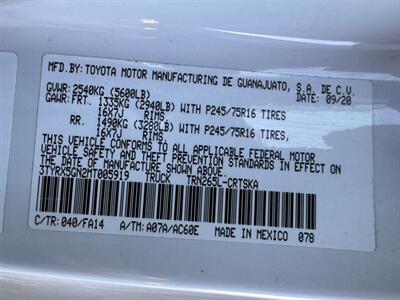 MFD.BY: TOYOTA MOTOR MANUFACTURING DE GUANAJUATO, S.A. DE C.V.
GVWR: 2540KG (5600LB) 09/20
GAWR: FRT. 1335KG (2940LB) WITH P245/75R16 TIRES
16X7J RIMS
RR. 1490KG (3280LB) WITH P245/75R16 TIRES,
16X7J RIMS
THIS VEHICLE CONFORMS TO ALL APPLICABLE FEDERAL MOTOR
VEHICLE SAFETY AND THEFT PREVENTION STANDARDS IN EFFECT
ON THE DATE OF MANUFACTURE SHOWN ABOVE.
3TYRX5GN2MT005919 TRUCK TRN265L-CRTSKA
C/TR: 040/FA14 A/TM: A07A/AC60E MADE IN MEXICO 078